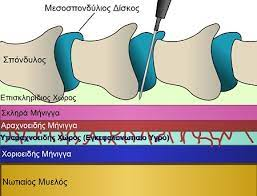 Μεσοσπονδύλιος Δίσκος
Σπόνδυλος
Επισκληρίδιος Χώρος
Σκληρά Μήνιγγα
Αραχνοειδής Μήνιγγα
Υπαραχνοειδής Χώρος (Εγκεφαλονωτιαίο Υγρό)
Χοριοειδής Μήνιγγα
Νωτιαίος Μυελός